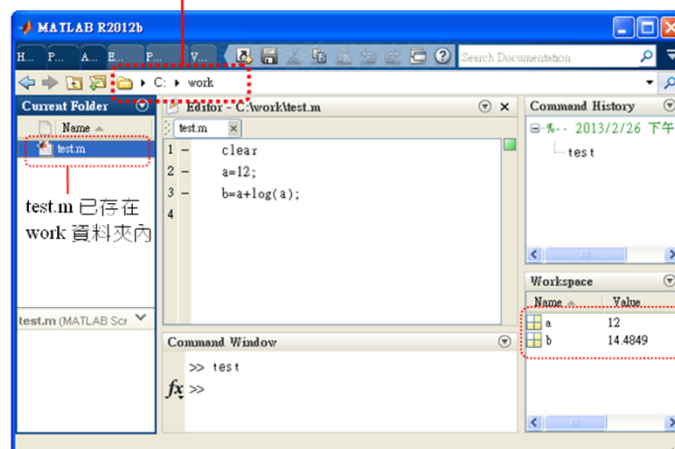 MATLAB R2012b
H... P... A... E... P... V... Search Documentation
C: work
Current Folder
Name
test.m
test.m 已存在
work 資料夾內
test.m (MATLAB Scr
Editor - C:\work\test.m
test.m
1 - clear
2 - a=12;
3 - b=a+log(a);
4
Command Window
>> test
fx >>
Command History
%-- 2013/2/26 下午
test
Workspace
Name Value
a 12
b 14.4849